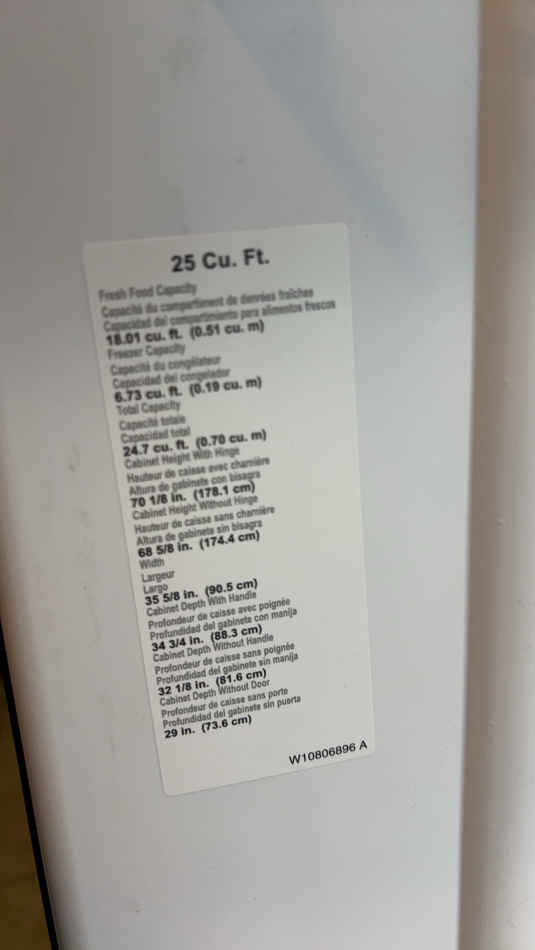 25 Cu. Ft.
Fresh Food Capacity
Capacité du compartiment de denrées fraîches
Capacidad del compartimiento para alimentos frescos
18.01 cu. ft. (0.51 cu. m)
Freezer Capacity
Capacité du congélateur
Capacidad del congelador
6.73 cu. ft. (0.19 cu. m)
Total Capacity
Capacité totale
Capacidad total
24.7 cu. ft. (0.70 cu. m)
Cabinet Height With Hinge
Hauteur de caisse avec charnière
Altura de gabinete con bisagra
70 1/8 in. (178.1 cm)
Cabinet Height Without Hinge
Hauteur de caisse sans charnière
Altura de gabinete sin bisagra
68 5/8 in. (174.4 cm)
Width
Largeur
Largo
35 5/8 in. (90.5 cm)
Cabinet Depth With Handle
Profondeur de caisse avec poignée
Profundidad del gabinete con manija
34 3/4 in. (88.3 cm)
Cabinet Depth Without Handle
Profondeur de caisse sans poignée
Profundidad del gabinete sin manija
32 1/8 in. (81.6 cm)
Cabinet Depth Without Door
Profondeur de caisse sans porte
Profundidad del gabinete sin puerta
29 in. (73.6 cm)
W10806896 A